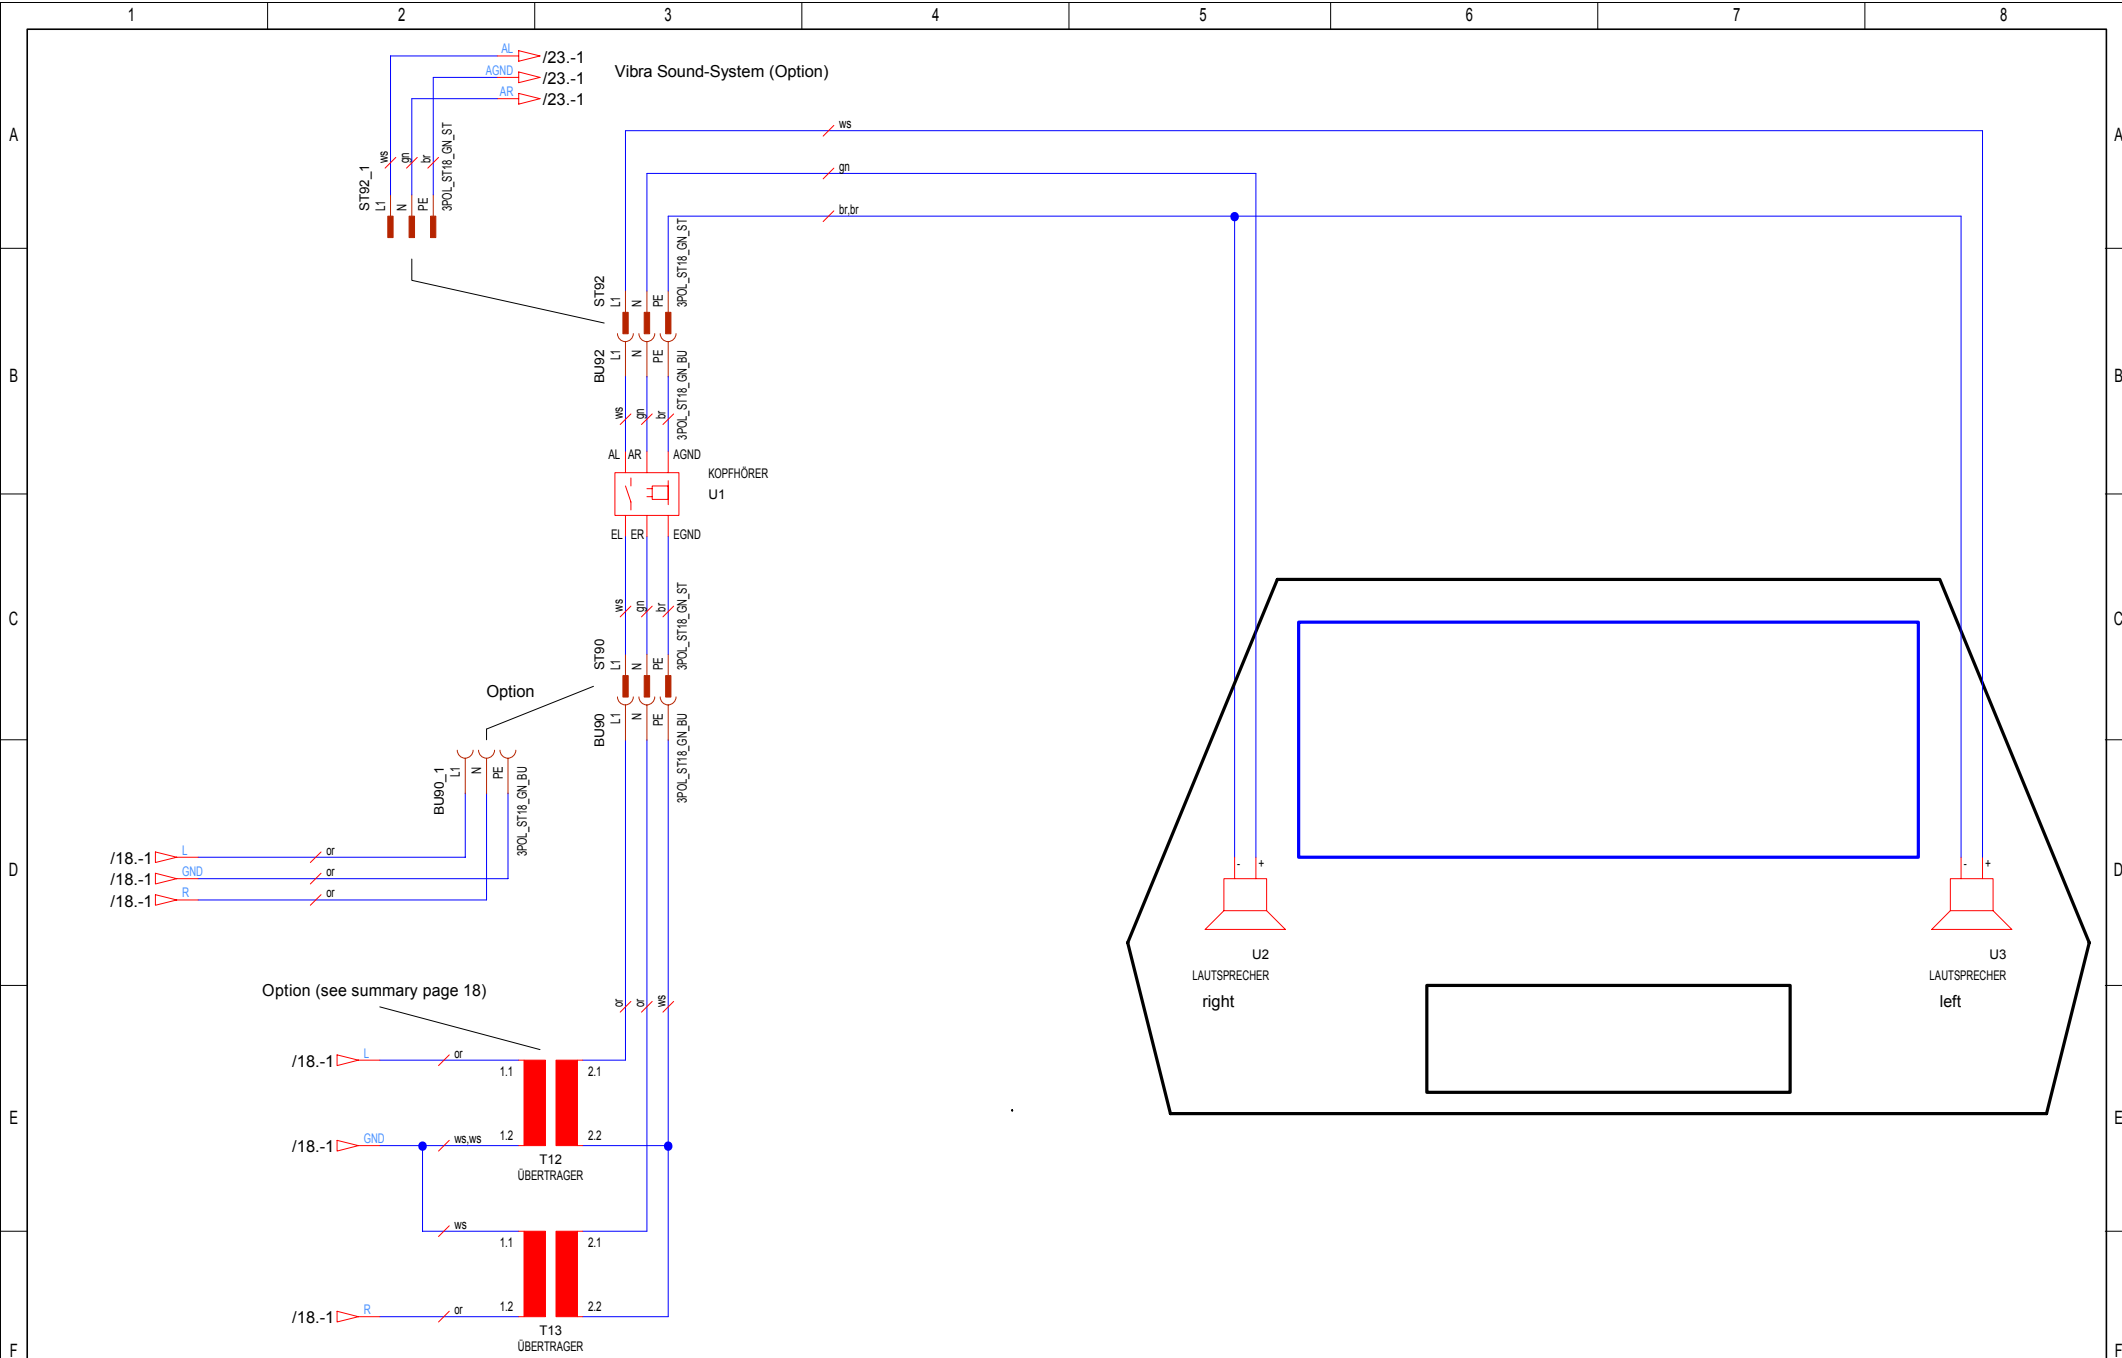 1 2 3 4 5 6 7 8
AL /23.-1
AGND /23.-1
AR /23.-1
Vibra Sound-System (Option)
A A
ws
gn
br,br
ws gn br
ST92_1 L1 N PE 3POL_ST18_GN_ST
ST92 L1 N PE 3POL_ST18_GN_ST
BU92 L1 N PE 3POL_ST18_GN_BU
B B
ws gn br
AL AR AGND
KOPFHÖRER
U1
EL ER EGND
ws gn br
C C
ST90 L1 N PE 3POL_ST18_GN_ST
Option
BU90 L1 N PE 3POL_ST18_GN_BU
BU90_1 L1 N PE 3POL_ST18_GN_BU
/18.-1 L or
/18.-1 GND or
/18.-1 R or
D D
- +
- +
U2
LAUTSPRECHER
right
U3
LAUTSPRECHER
left
Option (see summary page 18)
or or ws
/18.-1 L or 1.1 2.1
E E
/18.-1 GND ws,ws 1.2 2.2
T12
ÜBERTRAGER
ws 1.1 2.1
/18.-1 R or 1.2 2.2
T13
ÜBERTRAGER
F F